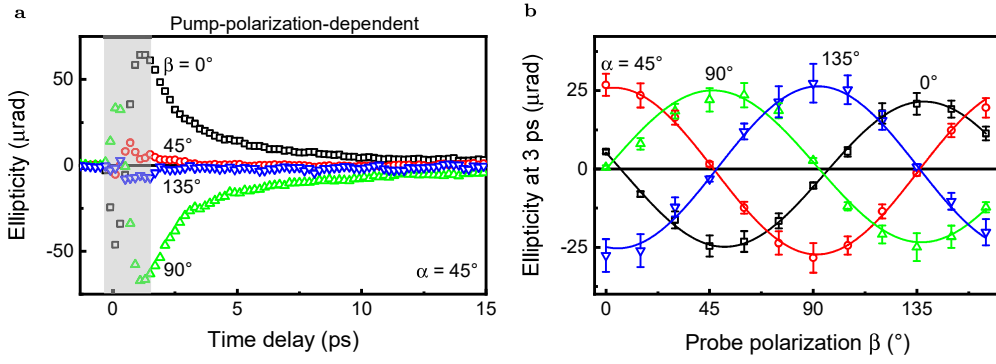 a
Pump-polarization-dependent
Ellipticity (μrad)
50
0
-50
β = 0°
45°
135°
90°
α = 45°
0
5
10
15
Time delay (ps)
b
Ellipticity at 3 ps (μrad)
25
0
-25
α = 45°
90°
135°
0°
0
45
90
135
Probe polarization β (°)